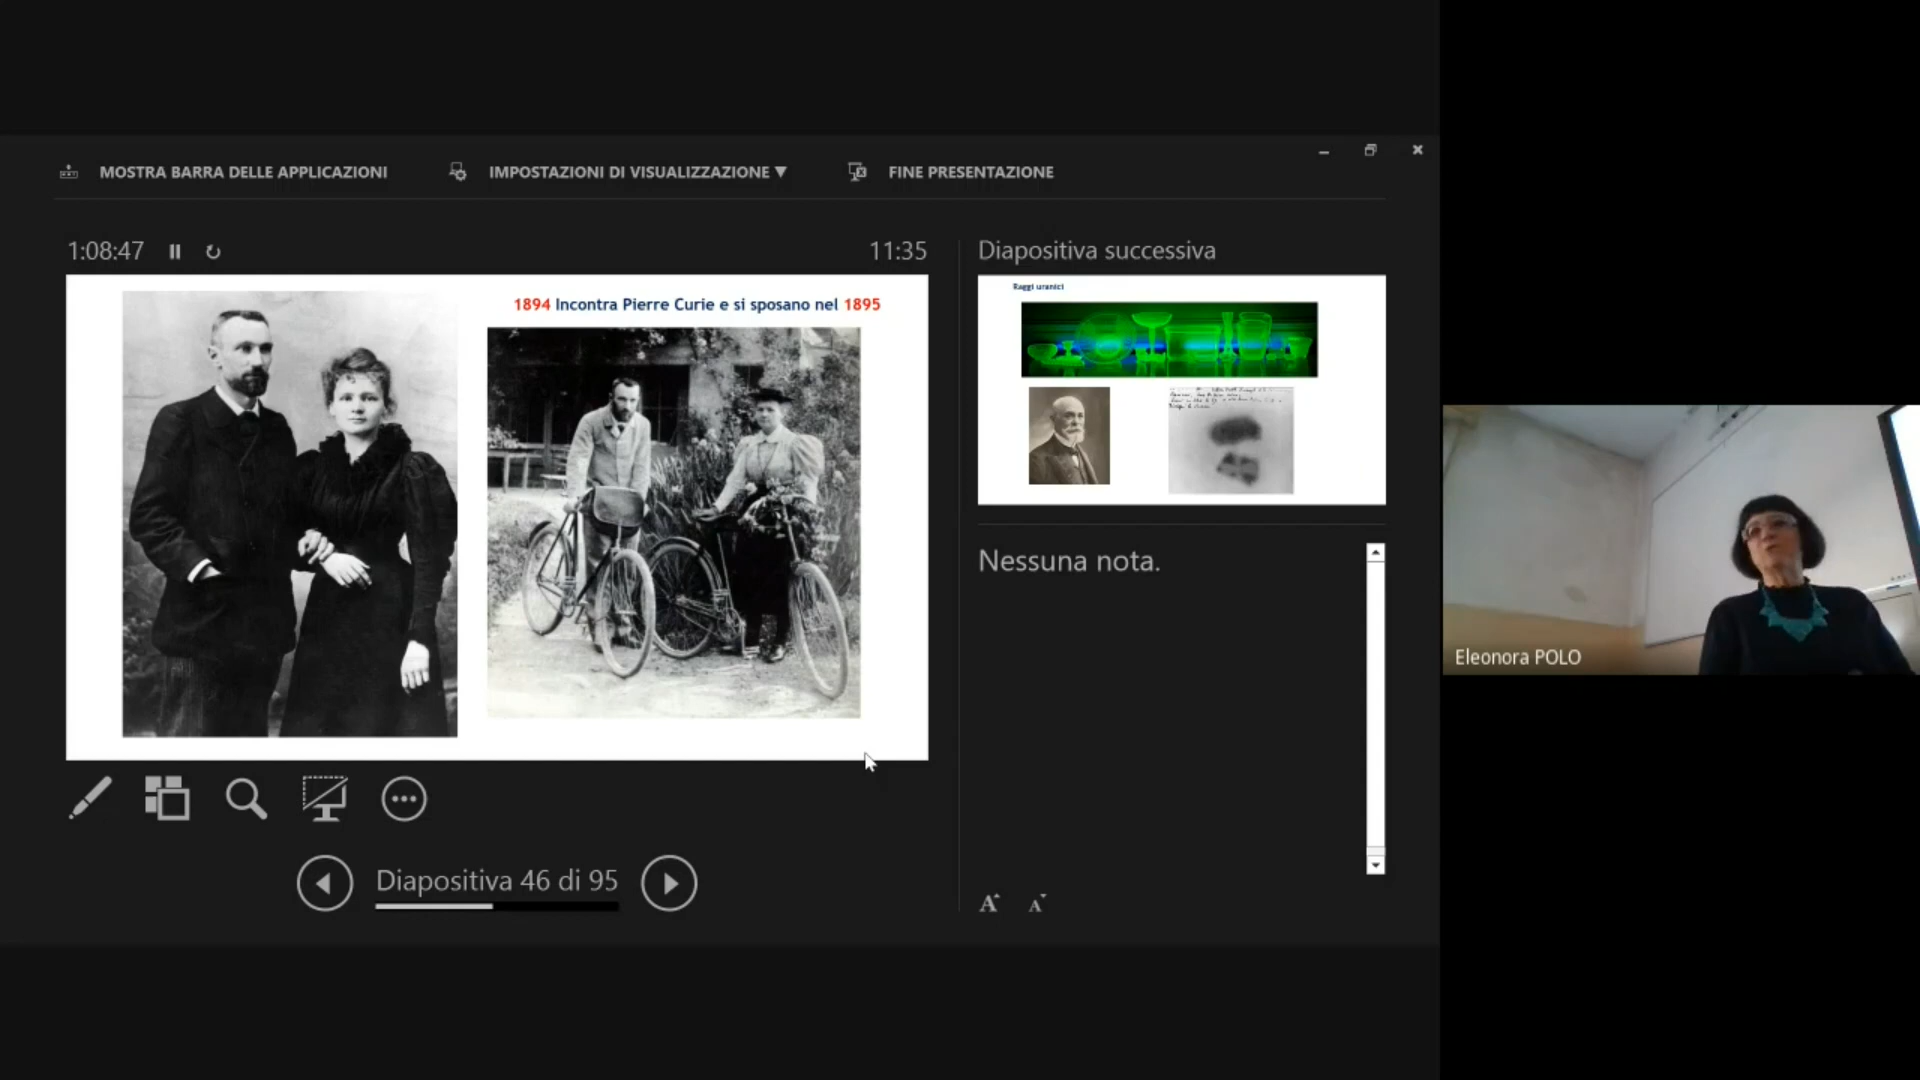 MOSTRA BARRA DELLE APPLICAZIONI
IMPOSTAZIONI DI VISUALIZZAZIONE ▼
FINE PRESENTAZIONE
1:08:47
11:35
1894 Incontra Pierre Curie e si sposano nel 1895
Diapositiva successiva
Raggi uranici
Nessuna nota.
Eleonora POLO
Diapositiva 46 di 95
A A